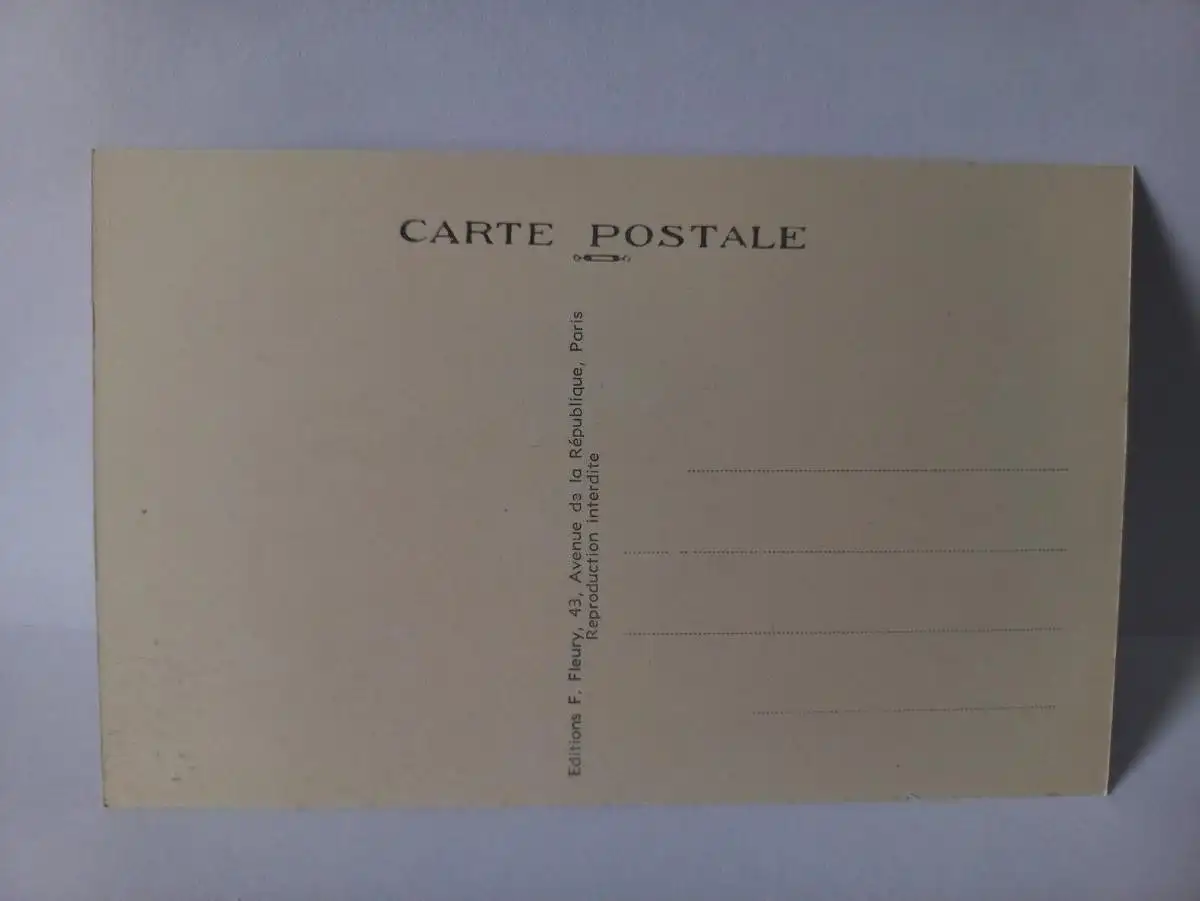 CARTE POSTALE
Editions F. Fleury, 43, Avenue de la République, Paris
Reproduction interdite